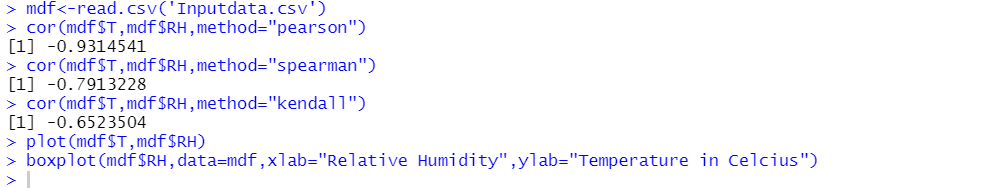 > mdf<-read.csv('Inputdata.csv')
> cor(mdf$T,mdf$RH,method="pearson")
[1] -0.9314541
> cor(mdf$T,mdf$RH,method="spearman")
[1] -0.7913228
> cor(mdf$T,mdf$RH,method="kendall")
[1] -0.6523504
> plot(mdf$T,mdf$RH)
> boxplot(mdf$RH,data=mdf,xlab="Relative Humidity",ylab="Temperature in Celcius")
>